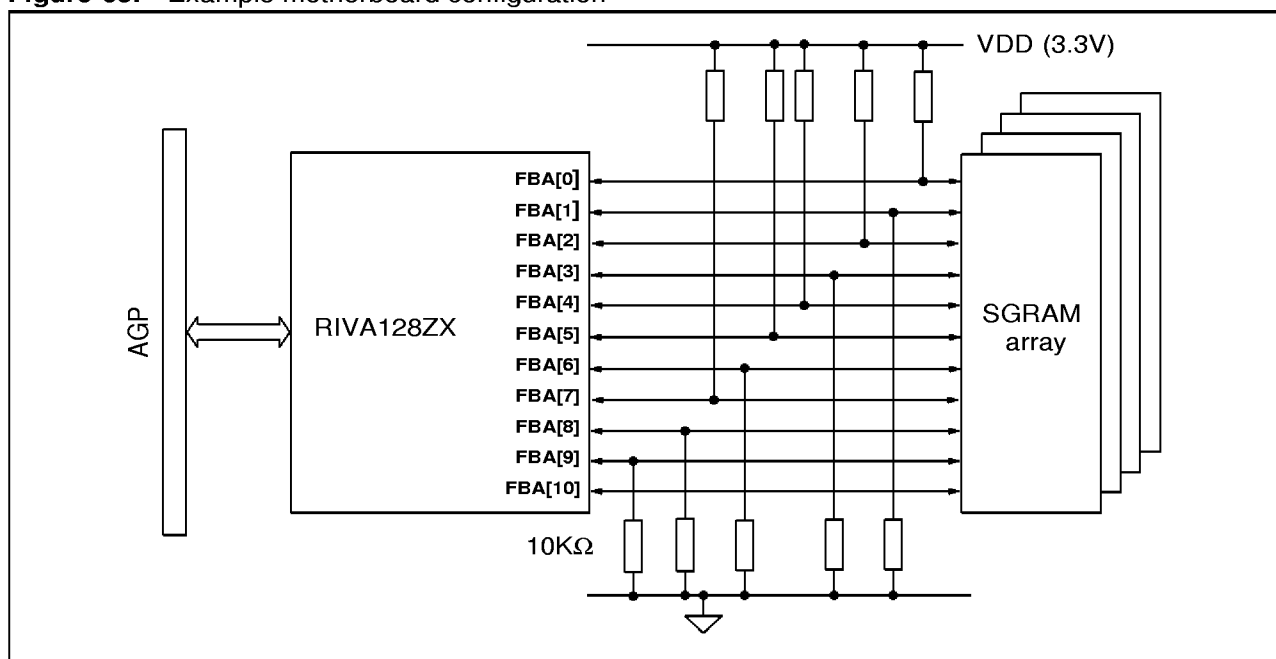 Figure 65. Example motherboard configuration
VDD (3.3V)
FBA[0]
FBA[1]
FBA[2]
FBA[3]
FBA[4]
FBA[5]
FBA[6]
FBA[7]
FBA[8]
FBA[9]
FBA[10]
AGP
RIVA128ZX
SGRAM
array
10KΩ